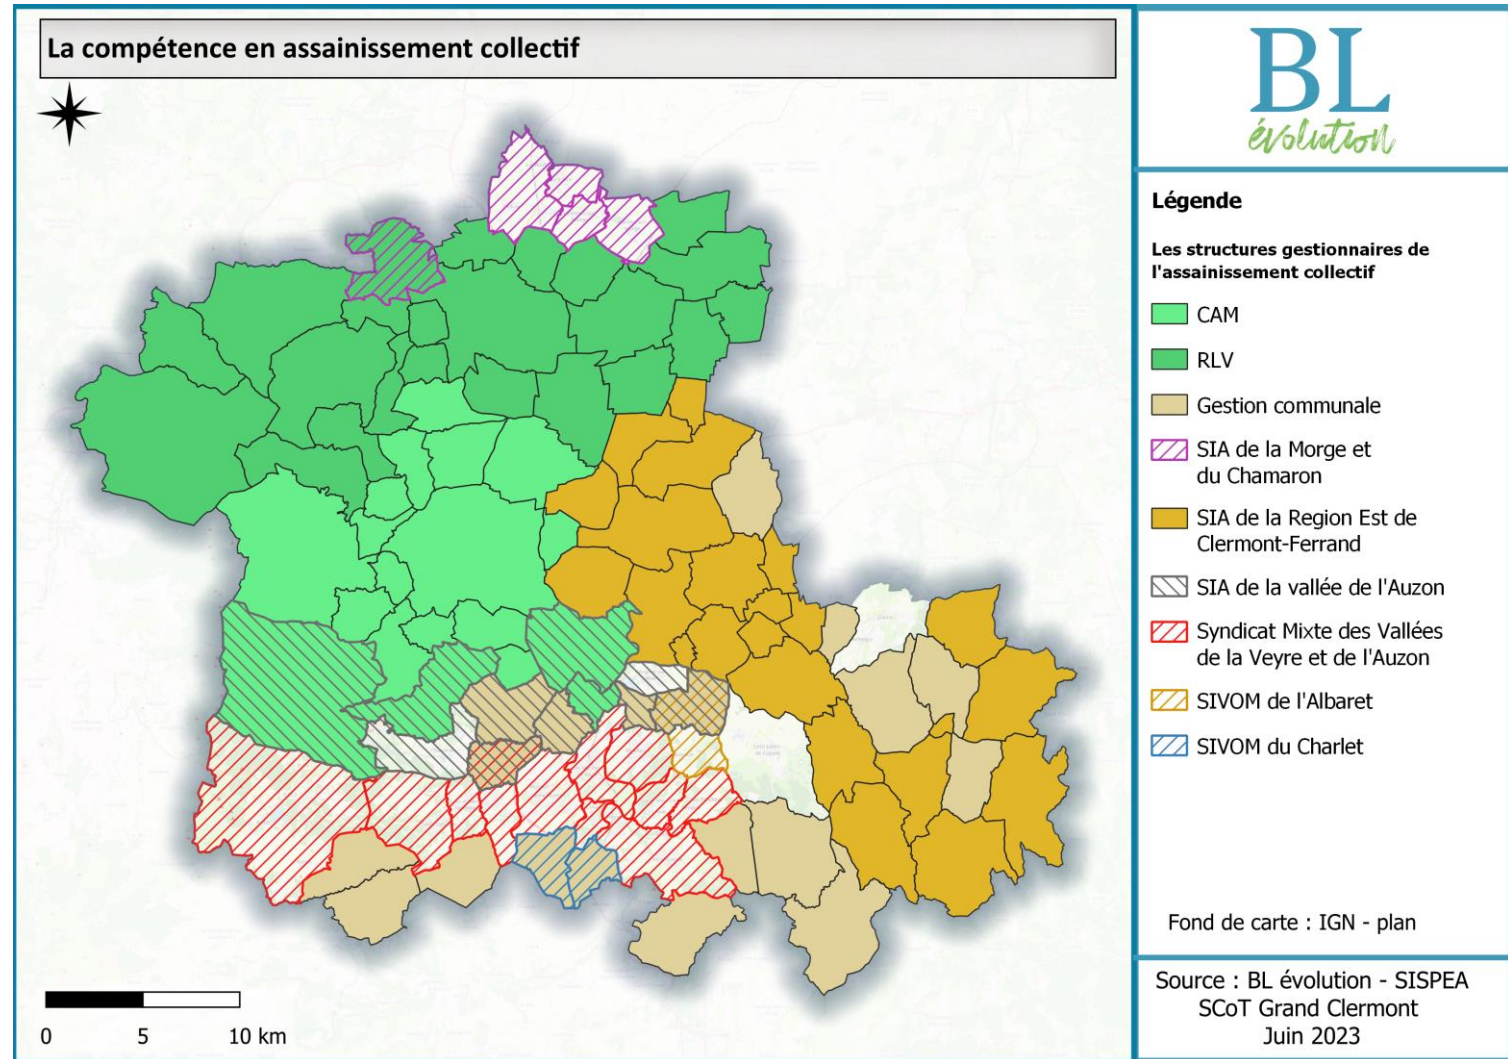 La compétence en assainissement collectif
BL
évolution
Légende
Les structures gestionnaires de
l'assainissement collectif
CAM
RLV
Gestion communale
SIA de la Morge et
du Chamaron
SIA de la Region Est de
Clermont-Ferrand
SIA de la vallée de l'Auzon
Syndicat Mixte des Vallées
de la Veyre et de l'Auzon
SIVOM de l'Albaret
SIVOM du Charlet
Fond de carte : IGN - plan
Source : BL évolution - SISPEA
SCoT Grand Clermont
Juin 2023
0 5 10 km